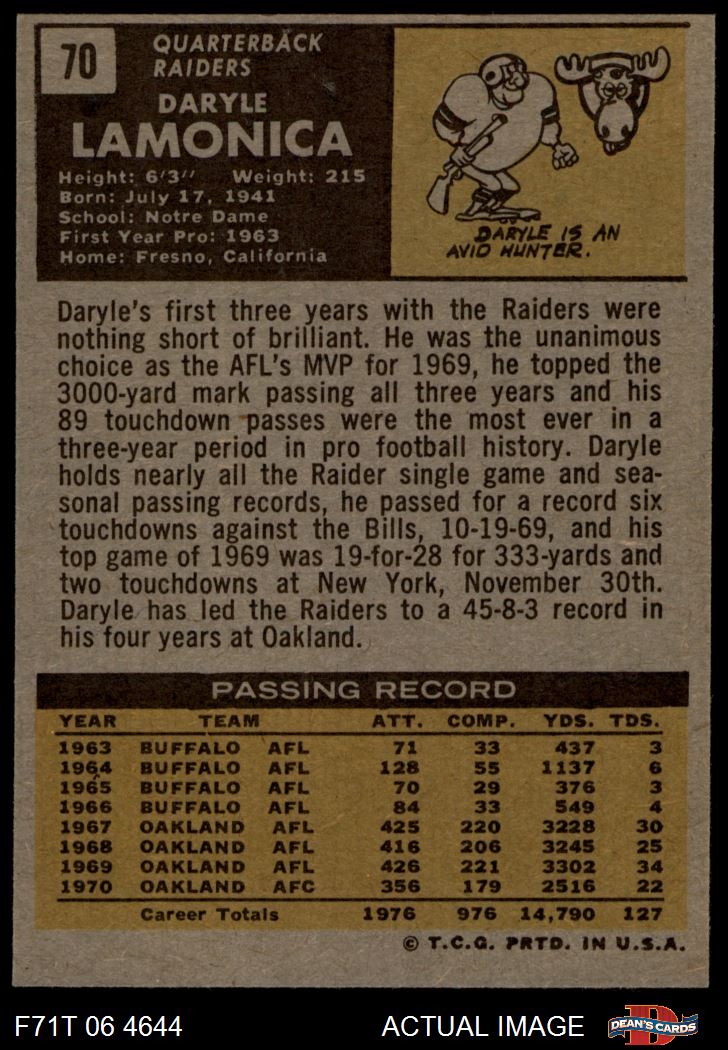 70
QUARTERBACK
RAIDERS
DARYLE
LAMONICA
Height: 6'3" Weight: 215
Born: July 17, 1941
School: Notre Dame
First Year Pro: 1963
Home: Fresno, California
DARYLE IS AN
AVID HUNTER.
Daryle's first three years with the Raiders were
nothing short of brilliant. He was the unanimous
choice as the AFL's MVP for 1969, he topped the
3000-yard mark passing all three years and his
89 touchdown passes were the most ever in a
three-year period in pro football history. Daryle
holds nearly all the Raider single game and sea-
sonal passing records, he passed for a record six
touchdowns against the Bills, 10-19-69, and his
top game of 1969 was 19-for-28 for 333-yards and
two touchdowns at New York, November 30th.
Daryle has led the Raiders to a 45-8-3 record in
his four years at Oakland.
PASSING RECORD
YEAR TEAM ATT. COMP. YDS. TDS.
1963 BUFFALO AFL 71 33 437 3
1964 BUFFALO AFL 128 55 1137 6
1965 BUFFALO AFL 70 29 376 3
1966 BUFFALO AFL 84 33 549 4
1967 OAKLAND AFL 425 220 3228 30
1968 OAKLAND AFL 416 206 3245 25
1969 OAKLAND AFL 426 221 3302 34
1970 OAKLAND AFC 356 179 2516 22
Career Totals 1976 976 14,790 127
© T.C.G. PRTD. IN U.S.A.
F71T 06 4644 ACTUAL IMAGE D DEAN'S CARDS